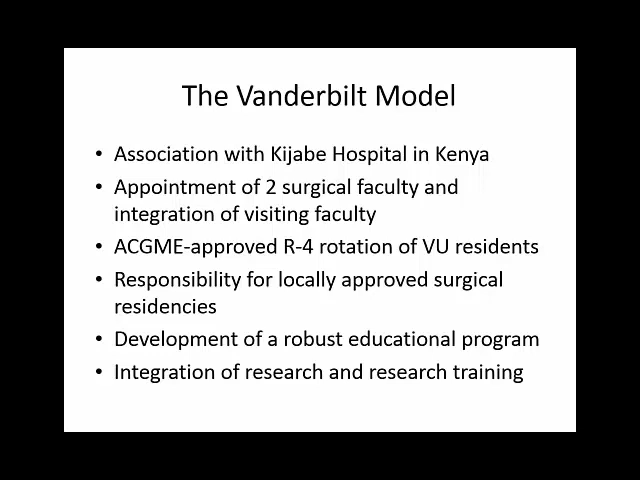 The Vanderbilt Model
• Association with Kijabe Hospital in Kenya
• Appointment of 2 surgical faculty and
integration of visiting faculty
• ACGME-approved R-4 rotation of VU residents
• Responsibility for locally approved surgical
residencies
• Development of a robust educational program
• Integration of research and research training